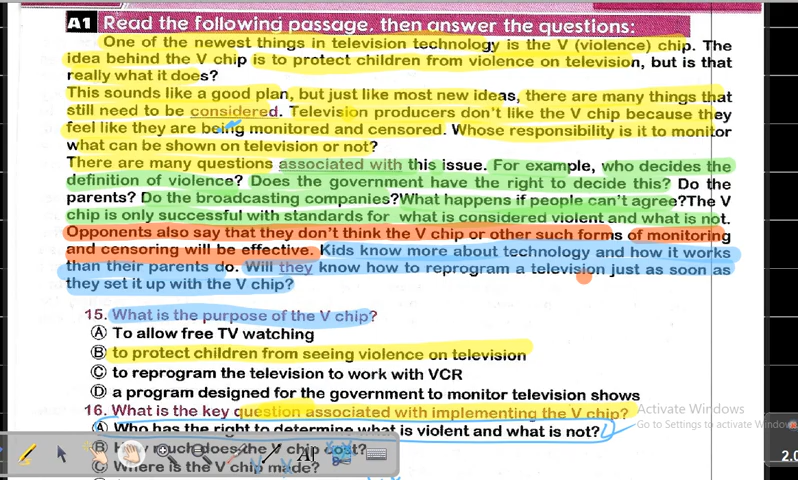 A1 Read the following passage, then answer the questions:
One of the newest things in television technology is the V (violence) chip. The
idea behind the V chip is to protect children from violence on television, but is that
really what it does?
This sounds like a good plan, but just like most new ideas, there are many things that
still need to be considered. Television producers don't like the V chip because they
feel like they are being monitored and censored. Whose responsibility is it to monitor
what can be shown on television or not?
There are many questions associated with this issue. For example, who decides the
definition of violence? Does the government have the right to decide this? Do the
parents? Do the broadcasting companies?What happens if people can't agree?The V
chip is only successful with standards for what is considered violent and what is not.
Opponents also say that they don't think the V chip or other such forms of monitoring
and censoring will be effective. Kids know more about technology and how it works
than their parents do. Will they know how to reprogram a television just as soon as
they set it up with the V chip?
15. What is the purpose of the V chip?
A To allow free TV watching
B to protect children from seeing violence on television
C to reprogram the television to work with VCR
D a program designed for the government to monitor television shows
16. What is the key question associated with implementing the V chip?
A Who has the right to determine what is violent and what is not?
B How much does the V chip cost?
C Where is the V chip made?
Activate Windows
Go to Settings to activate Windows
2.0